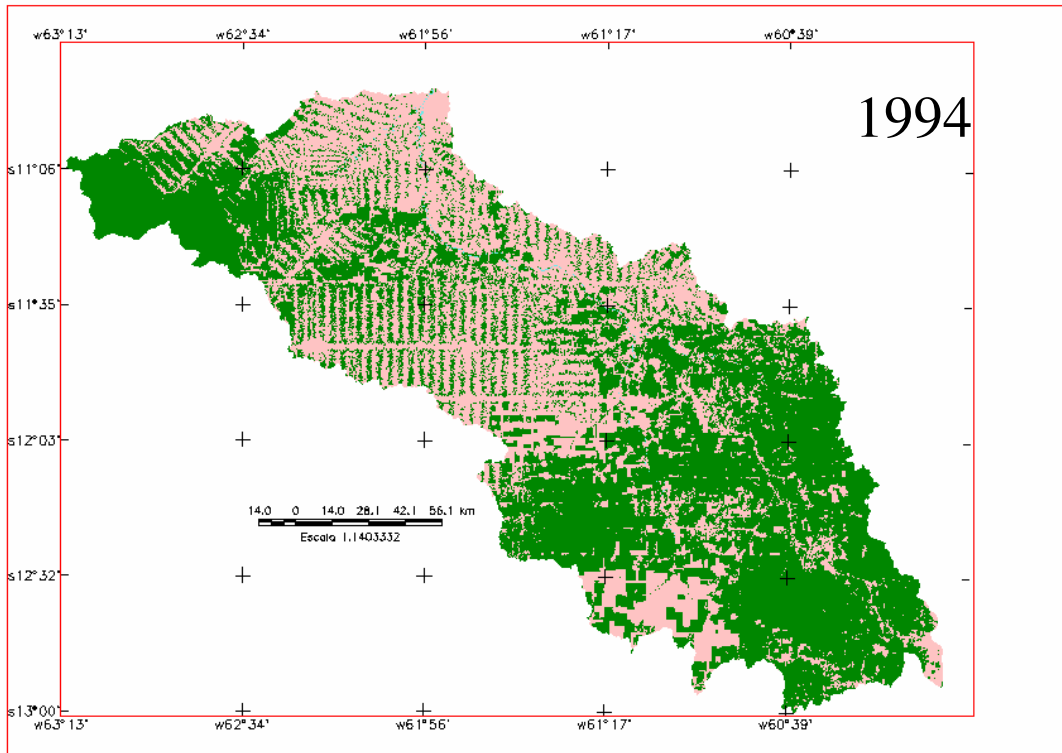 w63°13' w62°34' w61°56' w61°17' w60°39'
1994
s11°06'
s11°35'
s12°03'
14.0 0 14.0 28.1 42.1 56.1 Km
Escala 1:1403332
s12°32'
s13°00'
w63°13' w62°34' w61°56' w61°17' w60°39'